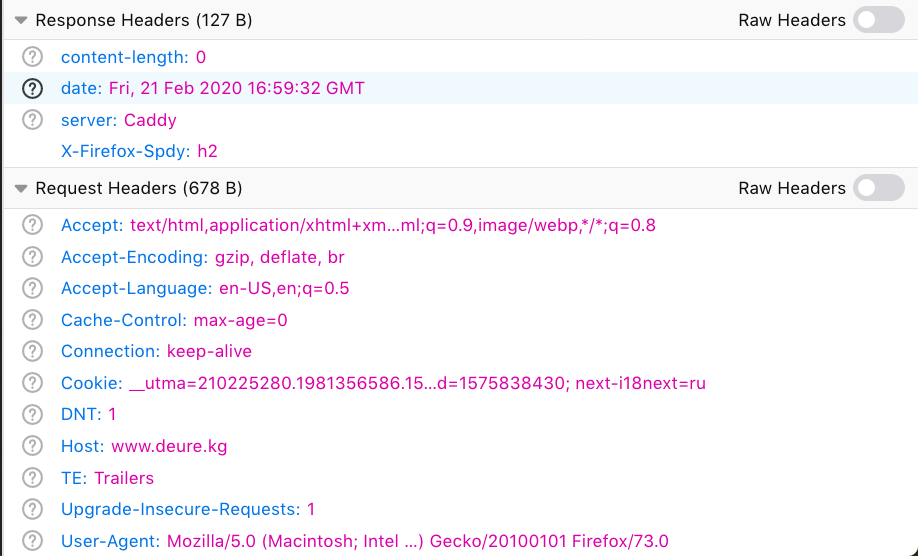 Response Headers (127 B) Raw Headers
content-length: 0
date: Fri, 21 Feb 2020 16:59:32 GMT
server: Caddy
X-Firefox-Spdy: h2
Request Headers (678 B) Raw Headers
Accept: text/html,application/xhtml+xm...ml;q=0.9,image/webp,*/*;q=0.8
Accept-Encoding: gzip, deflate, br
Accept-Language: en-US,en;q=0.5
Cache-Control: max-age=0
Connection: keep-alive
Cookie: __utma=210225280.1981356586.15...d=1575838430; next-i18next=ru
DNT: 1
Host: www.deure.kg
TE: Trailers
Upgrade-Insecure-Requests: 1
User-Agent: Mozilla/5.0 (Macintosh; Intel ...) Gecko/20100101 Firefox/73.0